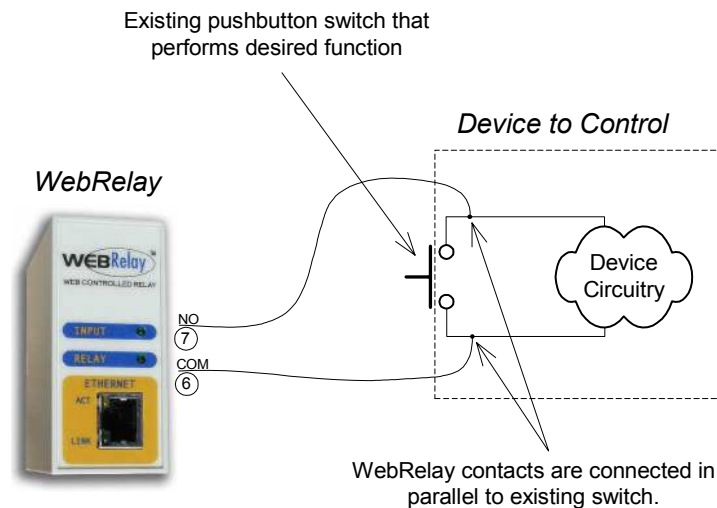 Existing pushbutton switch that
performs desired function
Device to Control
WebRelay
WEBRelay™
WEB CONTROLLED RELAY
Device
Circuitry
INPUT
NO
7
RELAY
COM
6
ETHERNET
ACT
LINK
WebRelay contacts are connected in
parallel to existing switch.